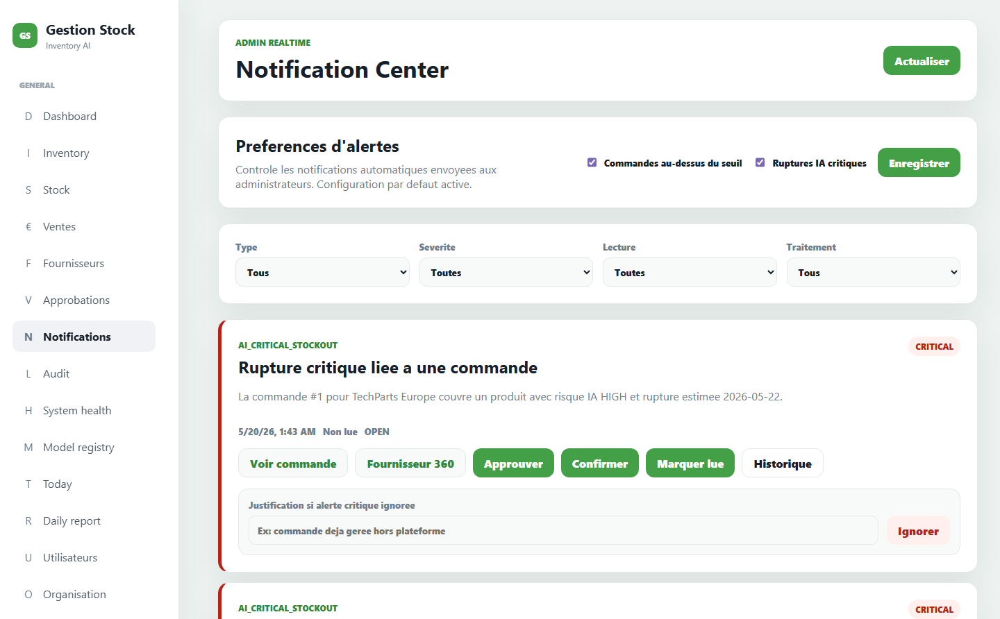 GS
Gestion Stock
Inventory AI
GENERAL
D Dashboard
I Inventory
S Stock
€ Ventes
F Fournisseurs
V Approbations
N Notifications
L Audit
H System health
M Model registry
T Today
R Daily report
U Utilisateurs
O Organisation
ADMIN REALTIME
Notification Center
Actualiser
Preferences d'alertes
Controle les notifications automatiques envoyees aux
administrateurs. Configuration par defaut active.
Commandes au-dessus du seuil
Ruptures IA critiques
Enregistrer
Type Severite Lecture Traitement
Tous Toutes Toutes Tous
AI_CRITICAL_STOCKOUT
CRITICAL
Rupture critique liee a une commande
La commande #1 pour TechParts Europe couvre un produit avec risque IA HIGH et rupture estimee 2026-05-22.
5/20/26, 1:43 AM Non lue OPEN
Voir commande Fournisseur 360 Approuver Confirmer Marquer lue Historique
Justification si alerte critique ignoree
Ex: commande deja geree hors plateforme
Ignorer
AI_CRITICAL_STOCKOUT
CRITICAL